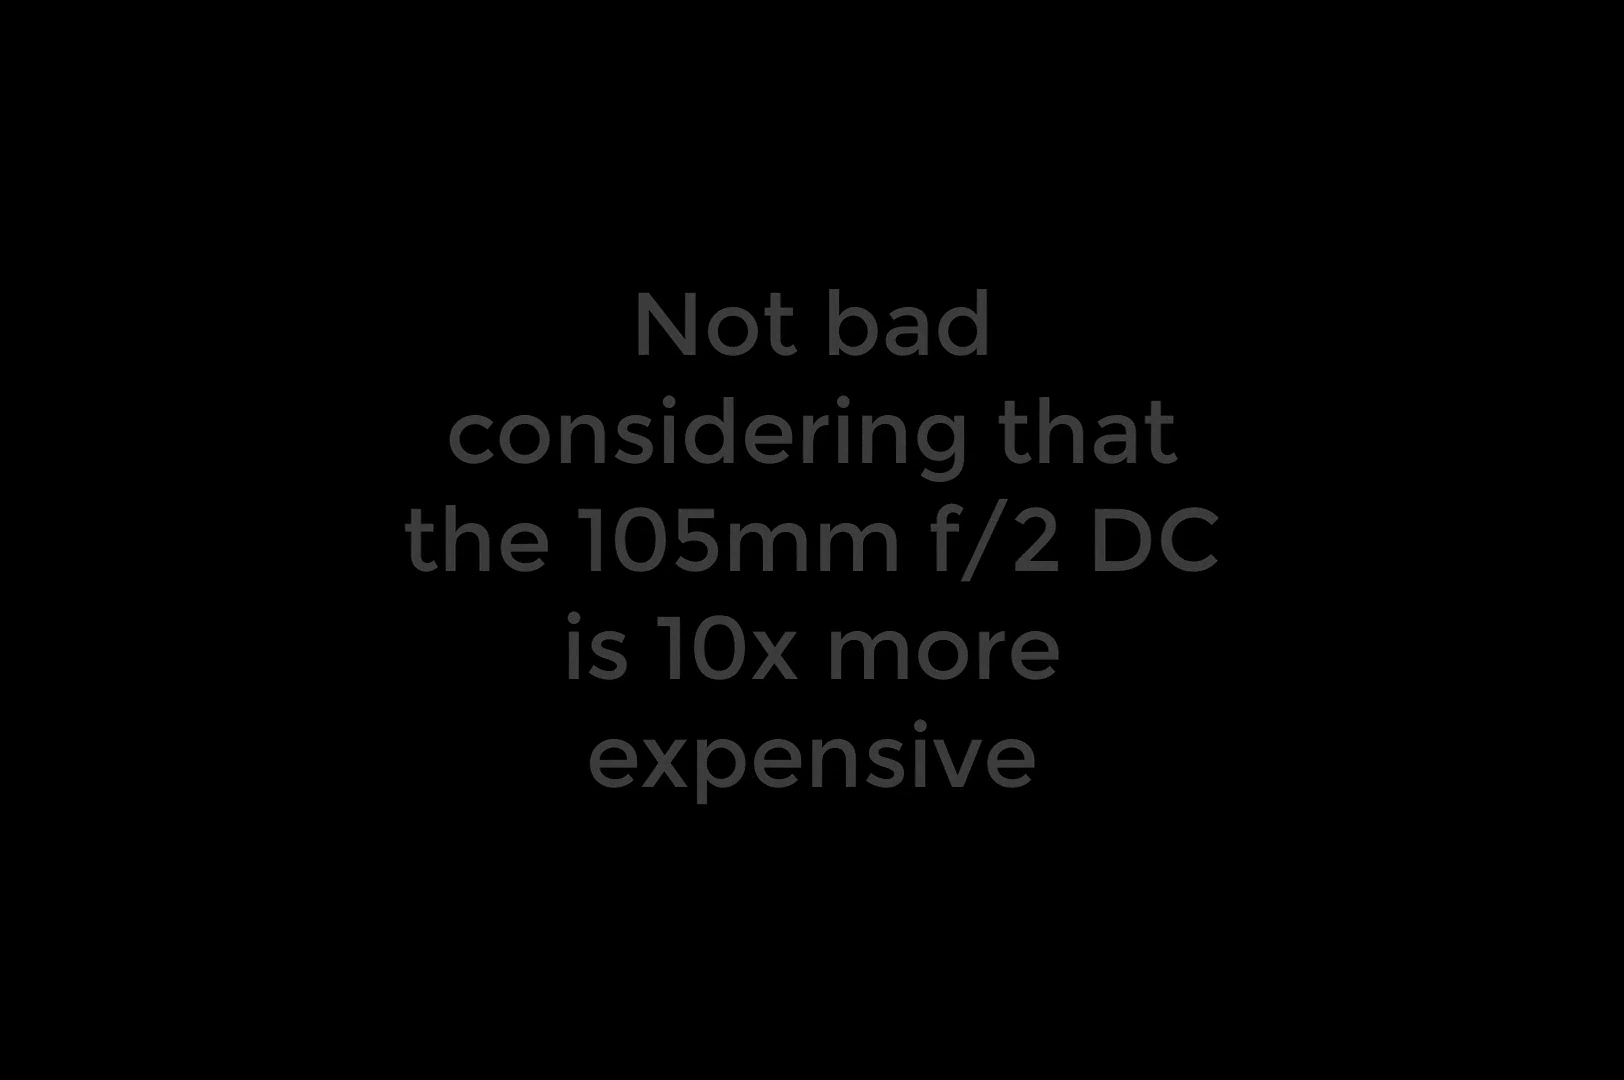 Not bad
considering that
the 105mm f/2 DC
is 10x more
expensive